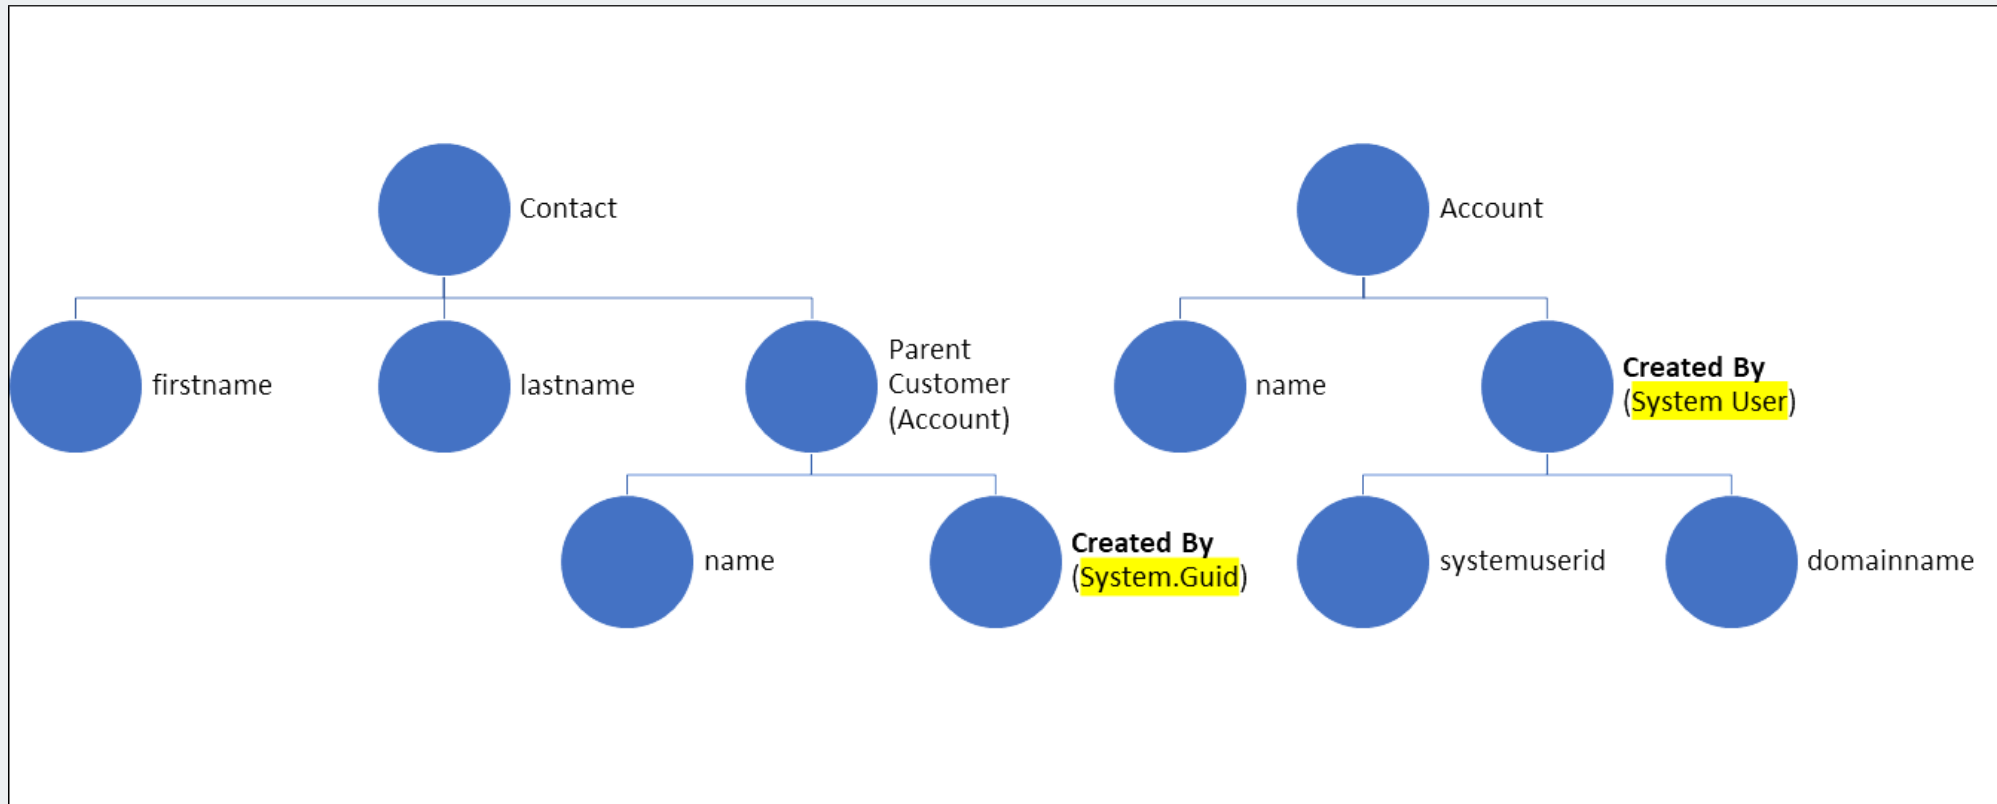 Contact
Account
firstname
lastname
Parent
Customer
(Account)
name
Created By
(System User)
name
Created By
(System.Guid)
systemuserid
domainname